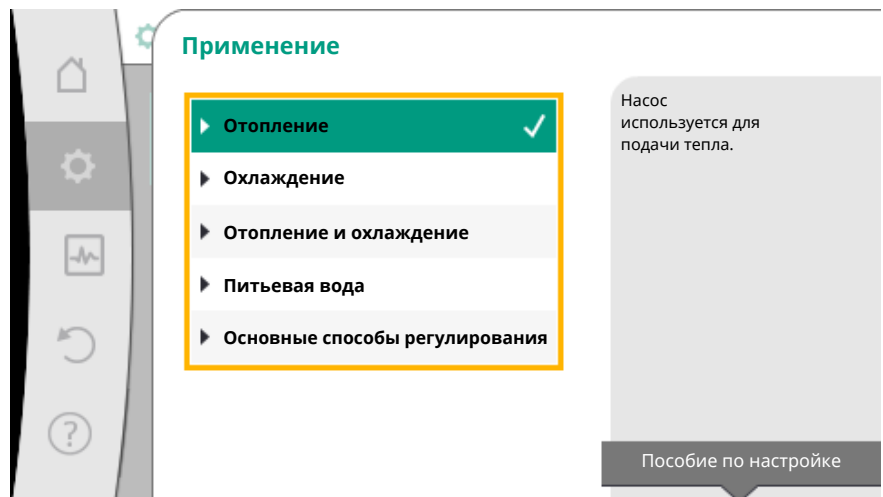 Применение
Отопление
Охлаждение
Отопление и охлаждение
Питьевая вода
Основные способы регулирования
Насос
используется для
подачи тепла.
Пособие по настройке
?